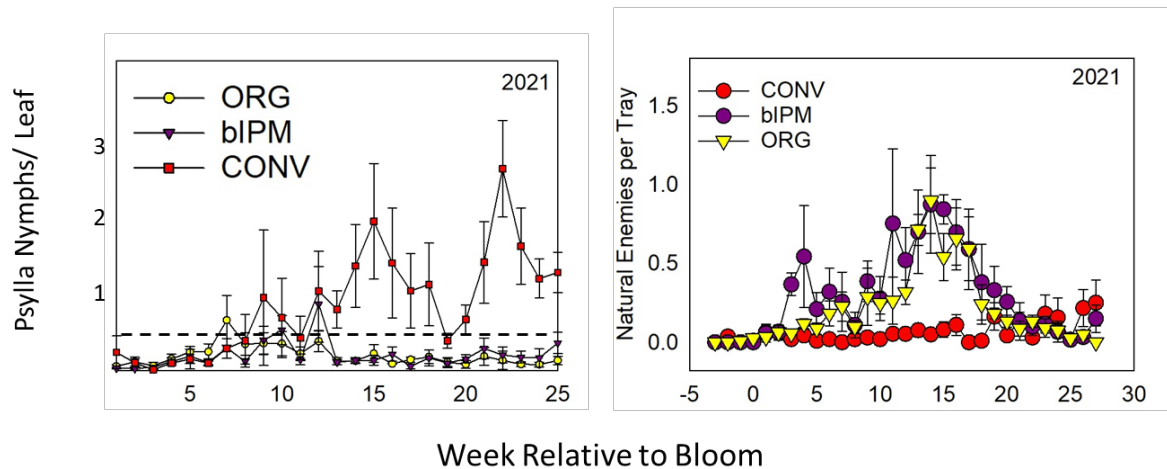 Psylla Nymphs/ Leaf
2021
ORG
bIPM
CONV
3
2
1
5 10 15 20 25
Natural Enemies per Tray
2021
CONV
bIPM
ORG
1.5
1.0
0.5
0.0
-5 0 5 10 15 20 25 30
Week Relative to Bloom